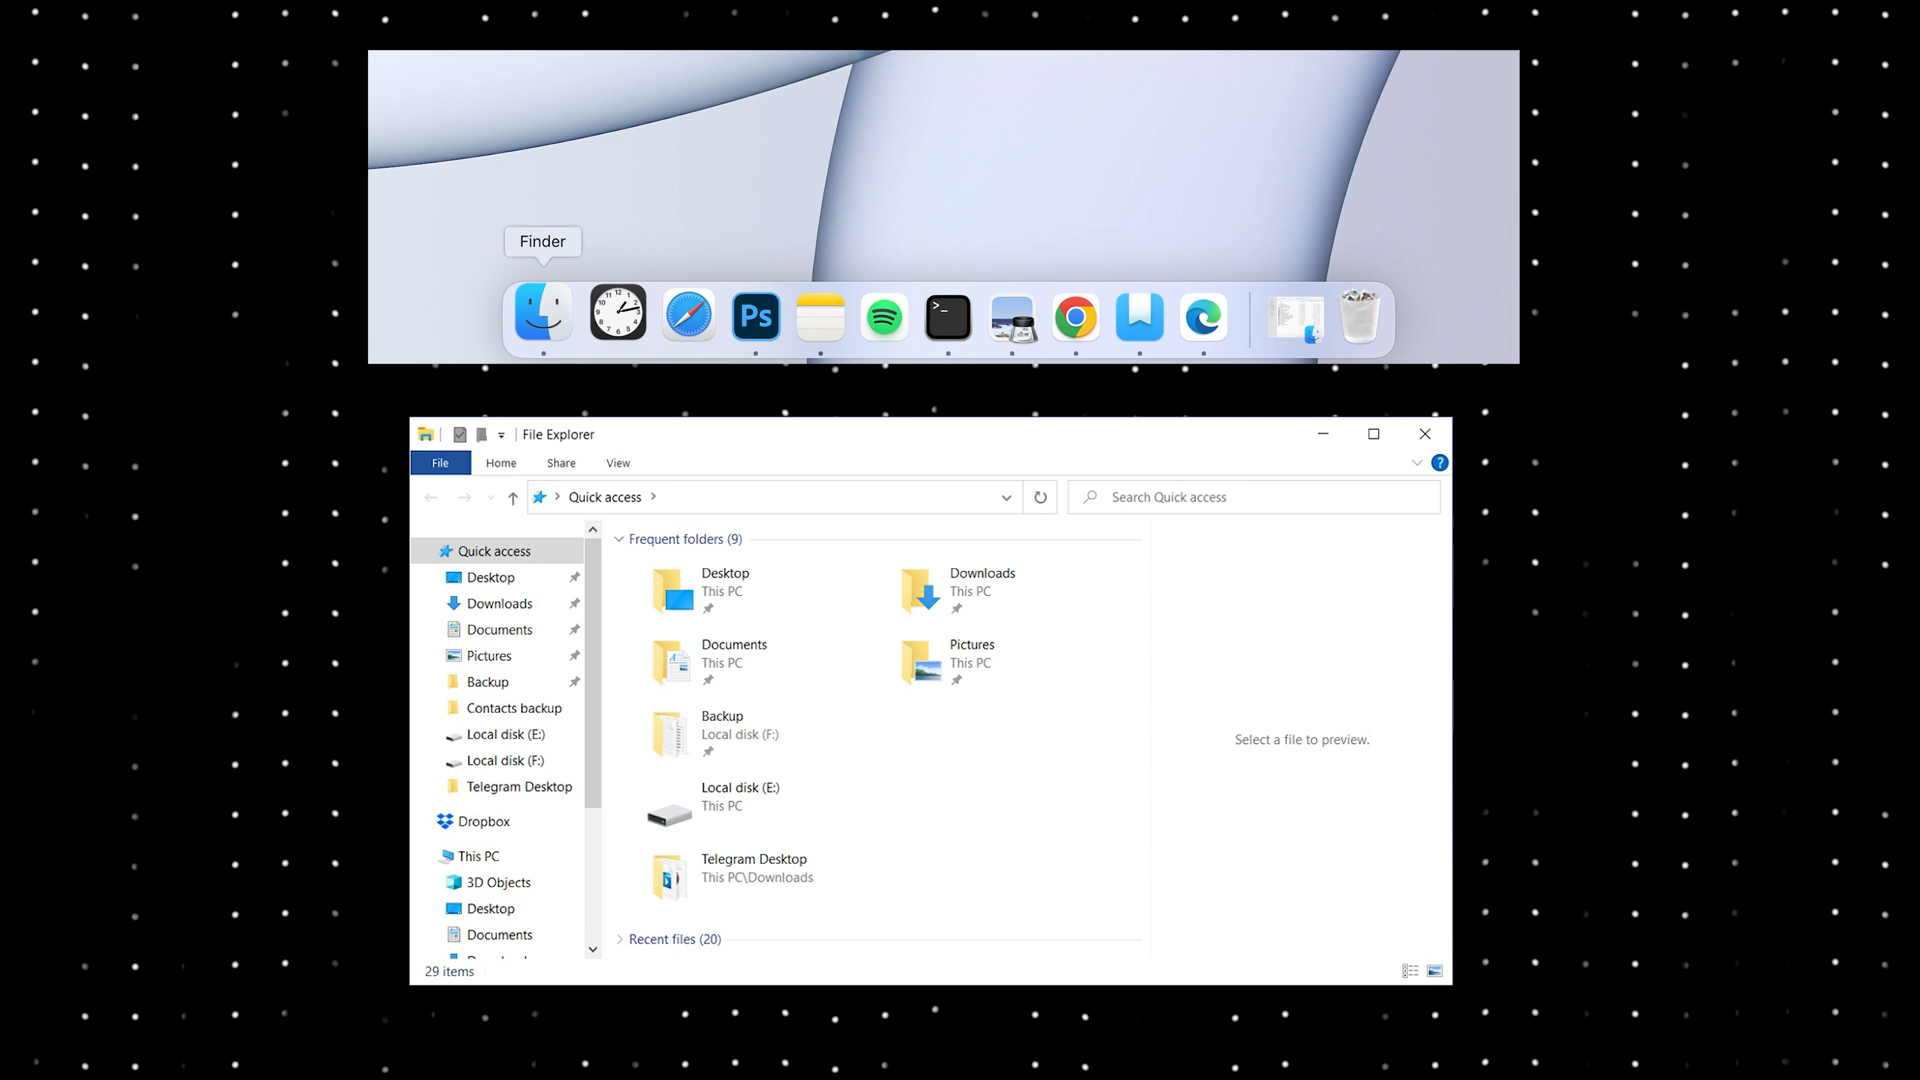 Finder
Ps
>_
File Explorer
File Home Share View
?
Quick access
Search Quick access
Quick access
Desktop
Downloads
Documents
Pictures
Backup
Contacts backup
Local disk (E:)
Local disk (F:)
Telegram Desktop
Dropbox
This PC
3D Objects
Desktop
Documents
Frequent folders (9)
Desktop
This PC
Downloads
This PC
Documents
This PC
Pictures
This PC
Backup
Local disk (F:)
Local disk (E:)
This PC
Telegram Desktop
This PC\Downloads
Recent files (20)
Select a file to preview.
29 items